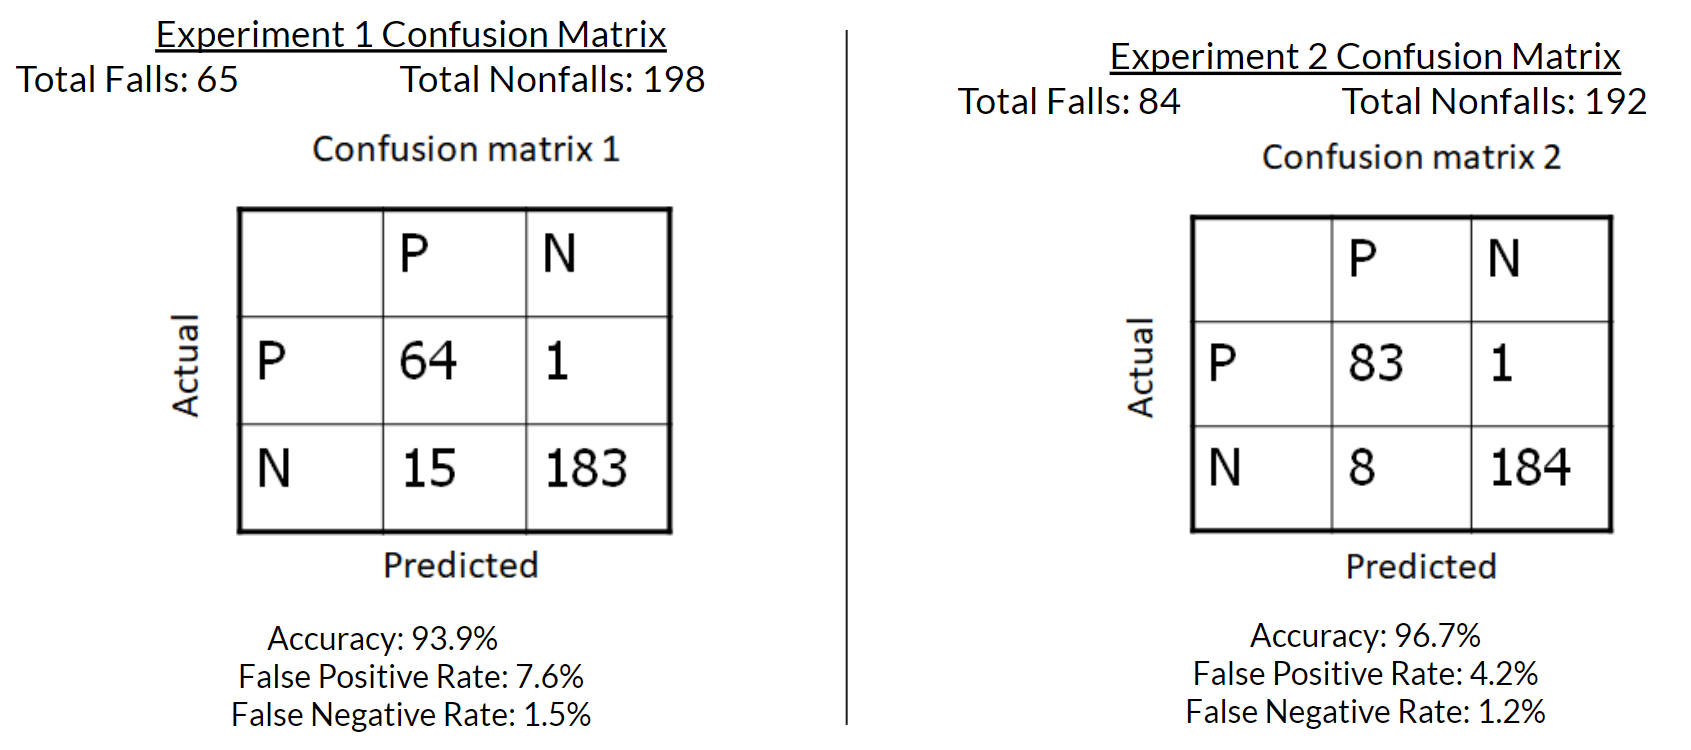 Experiment 1 Confusion Matrix
Total Falls: 65 Total Nonfalls: 198
Confusion matrix 1
P N
Actual
P 64 1
N 15 183
Predicted
Accuracy: 93.9%
False Positive Rate: 7.6%
False Negative Rate: 1.5%
Experiment 2 Confusion Matrix
Total Falls: 84 Total Nonfalls: 192
Confusion matrix 2
P N
Actual
P 83 1
N 8 184
Predicted
Accuracy: 96.7%
False Positive Rate: 4.2%
False Negative Rate: 1.2%